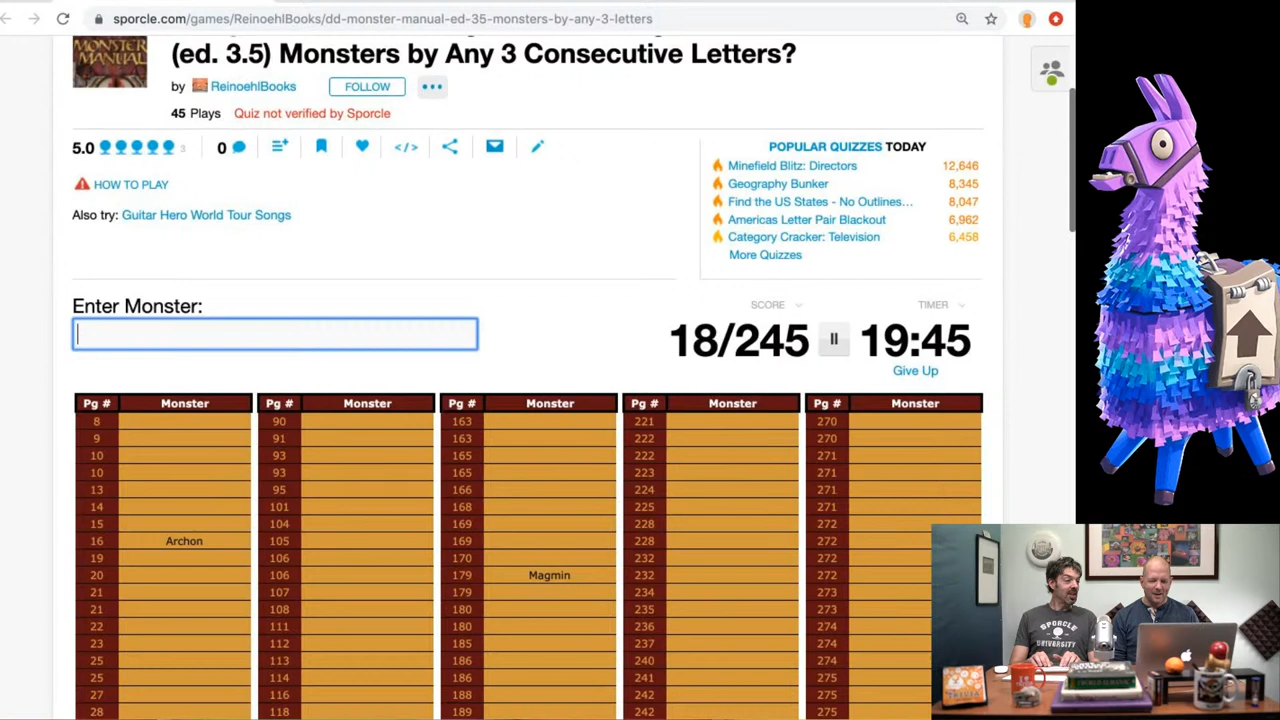 sporcle.com/games/ReinoehlBooks/dd-monster-manual-ed-35-monsters-by-any-3-letters
MONSTER
MANUAL
(ed. 3.5) Monsters by Any 3 Consecutive Letters?
by ReinoehlBooks FOLLOW
45 Plays Quiz not verified by Sporcle
5.0 3 0
HOW TO PLAY
Also try: Guitar Hero World Tour Songs
POPULAR QUIZZES TODAY
Minefield Blitz: Directors 12,646
Geography Bunker 8,345
Find the US States - No Outlines... 8,047
Americas Letter Pair Blackout 6,962
Category Cracker: Television 6,458
More Quizzes
Enter Monster:
SCORE TIMER
18/245 19:45
Give Up
Pg # Monster Pg # Monster Pg # Monster Pg # Monster Pg # Monster
8 90 163 221 270
9 91 163 222 270
10 93 165 222 271
10 93 165 223 271
13 95 166 224 271
14 101 168 225 271
15 104 169 228 272
16 Archon 105 169 228 272
19 106 170 232 272
20 106 179 Magmin 232 272
21 107 179 234 273
21 108 180 235 273
22 111 180 236 274
23 112 185 237 274
25 113 186 240 274
25 114 186 241 275
27 116 188 242 275
28 118 189 242 275
SPORCLE
UNIVERSITY
TRIVIA